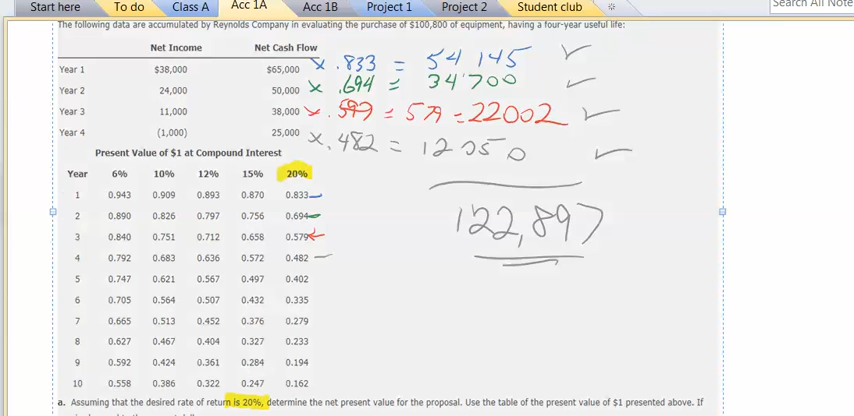 Start here To do Class A Acc 1A Acc 1B Project 1 Project 2 Student club Search All Note
The following data are accumulated by Reynolds Company in evaluating the purchase of $100,800 of equipment, having a four-year useful life:
Net Income Net Cash Flow
Year 1 $38,000 $65,000 x .833 = 54 145
Year 2 24,000 50,000 x .694 = 34'700
Year 3 11,000 38,000 x .597 = 579 = 22002
Year 4 (1,000) 25,000 x .482 = 12 050
Present Value of $1 at Compound Interest
Year 6% 10% 12% 15% 20%
1 0.943 0.909 0.893 0.870 0.833
2 0.890 0.826 0.797 0.756 0.694
3 0.840 0.751 0.712 0.658 0.579
4 0.792 0.683 0.636 0.572 0.482
5 0.747 0.621 0.567 0.497 0.402
6 0.705 0.564 0.507 0.432 0.335
7 0.665 0.513 0.452 0.376 0.279
8 0.627 0.467 0.404 0.327 0.233
9 0.592 0.424 0.361 0.284 0.194
10 0.558 0.386 0.322 0.247 0.162
122,897
a. Assuming that the desired rate of return is 20%, determine the net present value for the proposal. Use the table of the present value of $1 presented above. If